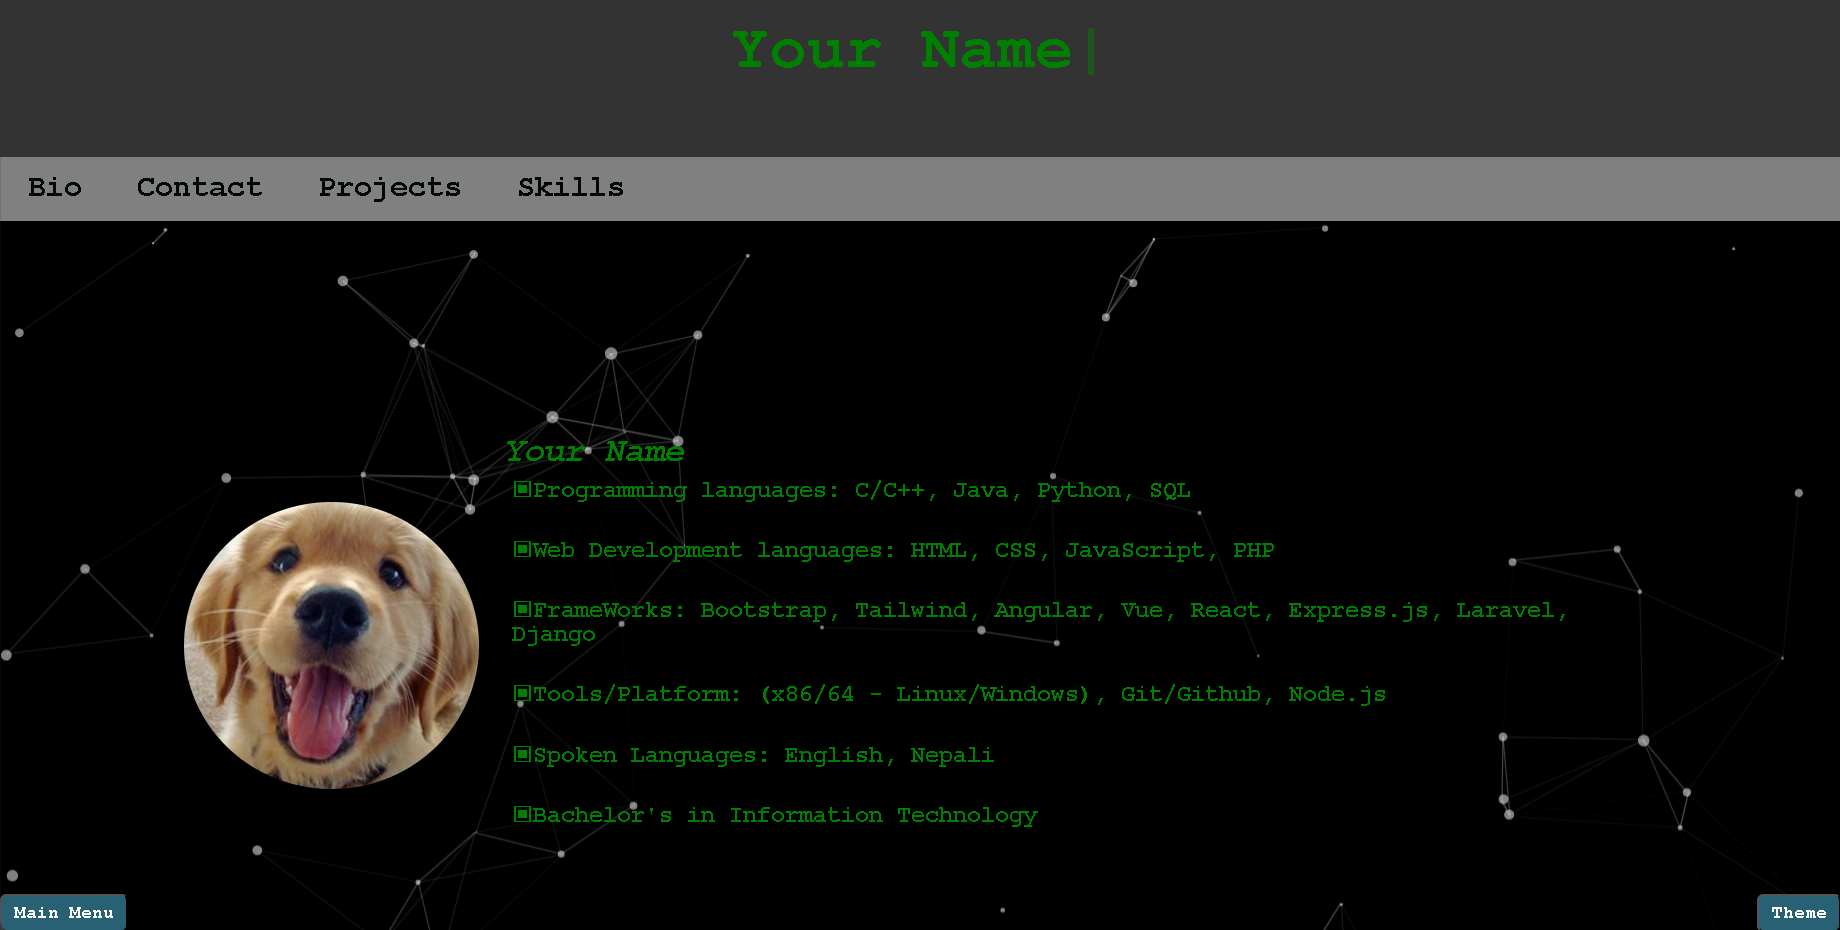 Your Name|
Bio Contact Projects Skills
Your Name
▣Programming languages: C/C++, Java, Python, SQL
▣Web Development languages: HTML, CSS, JavaScript, PHP
▣FrameWorks: Bootstrap, Tailwind, Angular, Vue, React, Express.js, Laravel,
Django
▣Tools/Platform: (x86/64 - Linux/Windows), Git/Github, Node.js
▣Spoken Languages: English, Nepali
▣Bachelor's in Information Technology
Main Menu
Theme